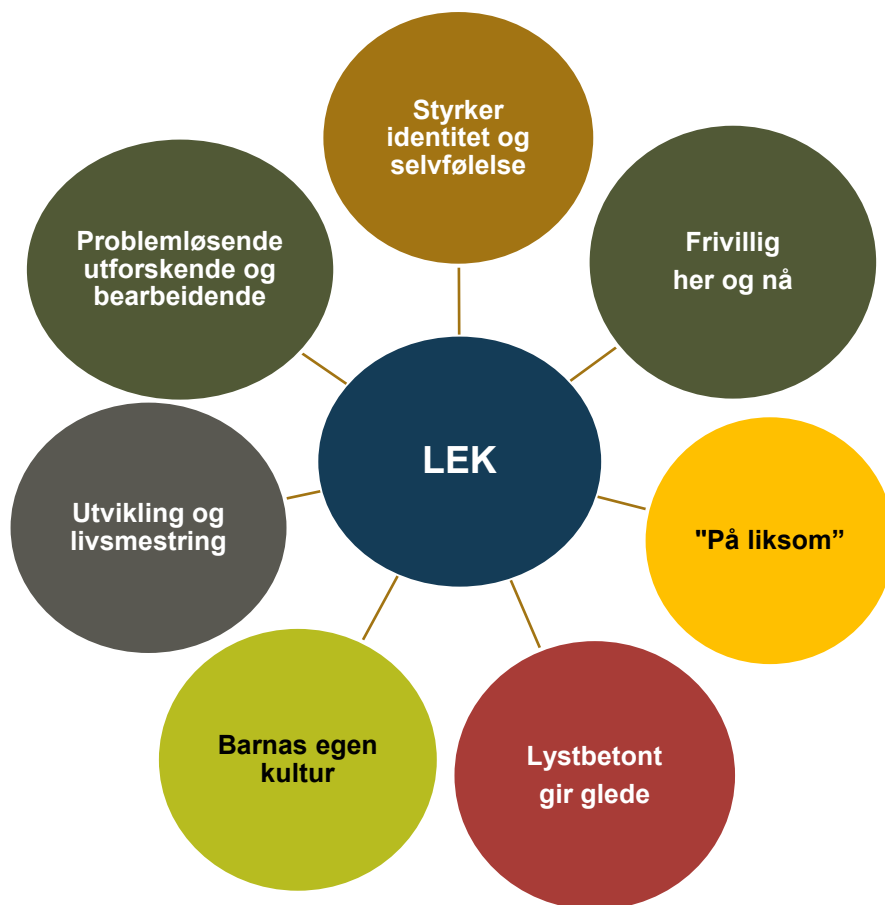 Styrker
identitet og
selvfølelse
Problemløsende
utforskende og
bearbeidende
Frivillig
her og nå
LEK
Utvikling og
livsmestring
"På liksom”
Barnas egen
kultur
Lystbetont
gir glede